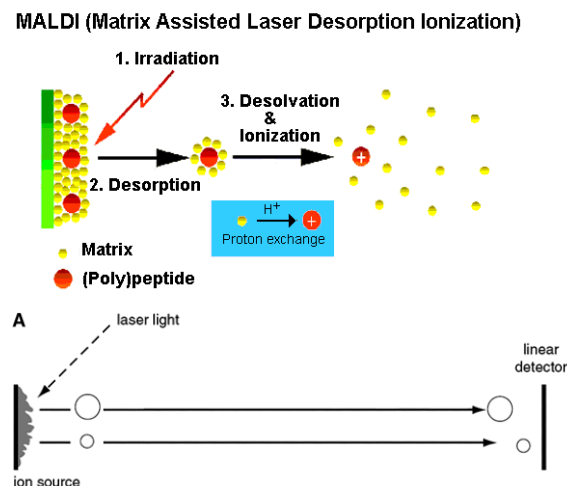 MALDI (Matrix Assisted Laser Desorption Ionization)
1. Irradiation
3. Desolvation
&
Ionization
+
2. Desorption
H+
+
Proton exchange
Matrix
(Poly)peptide
A
laser light
linear
detector
ion source